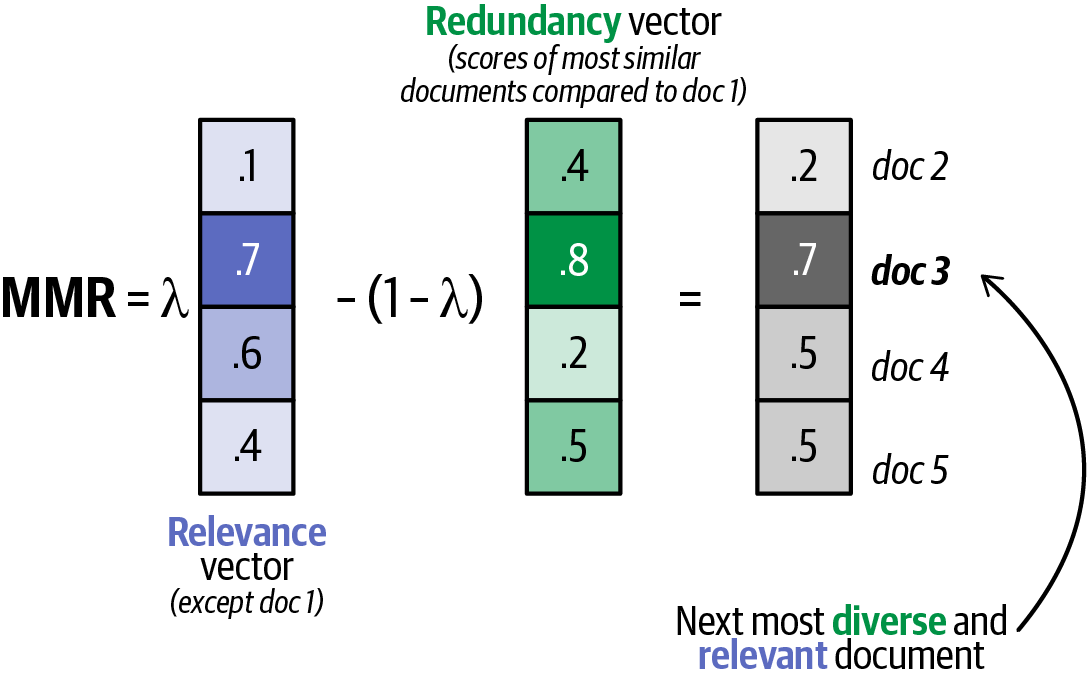 Redundancy vector
(scores of most similar
documents compared to doc 1)
MMR = λ
.1
.7
.6
.4
- (1 - λ)
.4
.8
.2
.5
=
.2
.7
.5
.5
doc 2
doc 3
doc 4
doc 5
Relevance
vector
(except doc 1)
Next most diverse and
relevant document